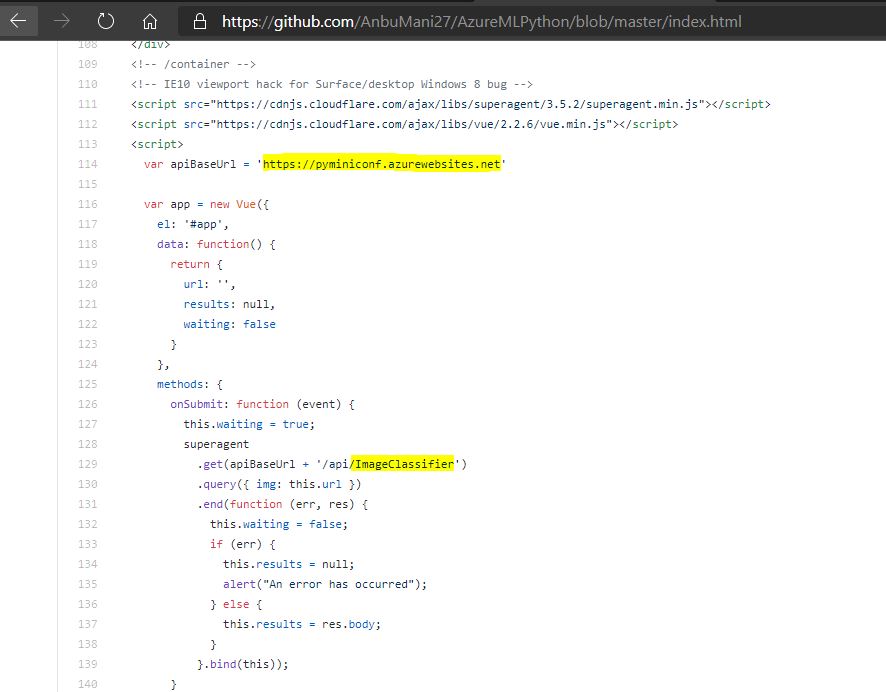 https://github.com/AnbuMani27/AzureMLPython/blob/master/index.html
108 </div>
109 <!-- /container -->
110 <!-- IE10 viewport hack for Surface/desktop Windows 8 bug -->
111 <script src="https://cdnjs.cloudflare.com/ajax/libs/superagent/3.5.2/superagent.min.js"></script>
112 <script src="https://cdnjs.cloudflare.com/ajax/libs/vue/2.2.6/vue.min.js"></script>
113 <script>
114 var apiBaseUrl = 'https://pyminiconf.azurewebsites.net'
115
116 var app = new Vue({
117 el: '#app',
118 data: function() {
119 return {
120 url: '',
121 results: null,
122 waiting: false
123 }
124 },
125 methods: {
126 onSubmit: function (event) {
127 this.waiting = true;
128 superagent
129 .get(apiBaseUrl + '/api/ImageClassifier')
130 .query({ img: this.url })
131 .end(function (err, res) {
132 this.waiting = false;
133 if (err) {
134 this.results = null;
135 alert("An error has occurred");
136 } else {
137 this.results = res.body;
138 }
139 }.bind(this));
140 }